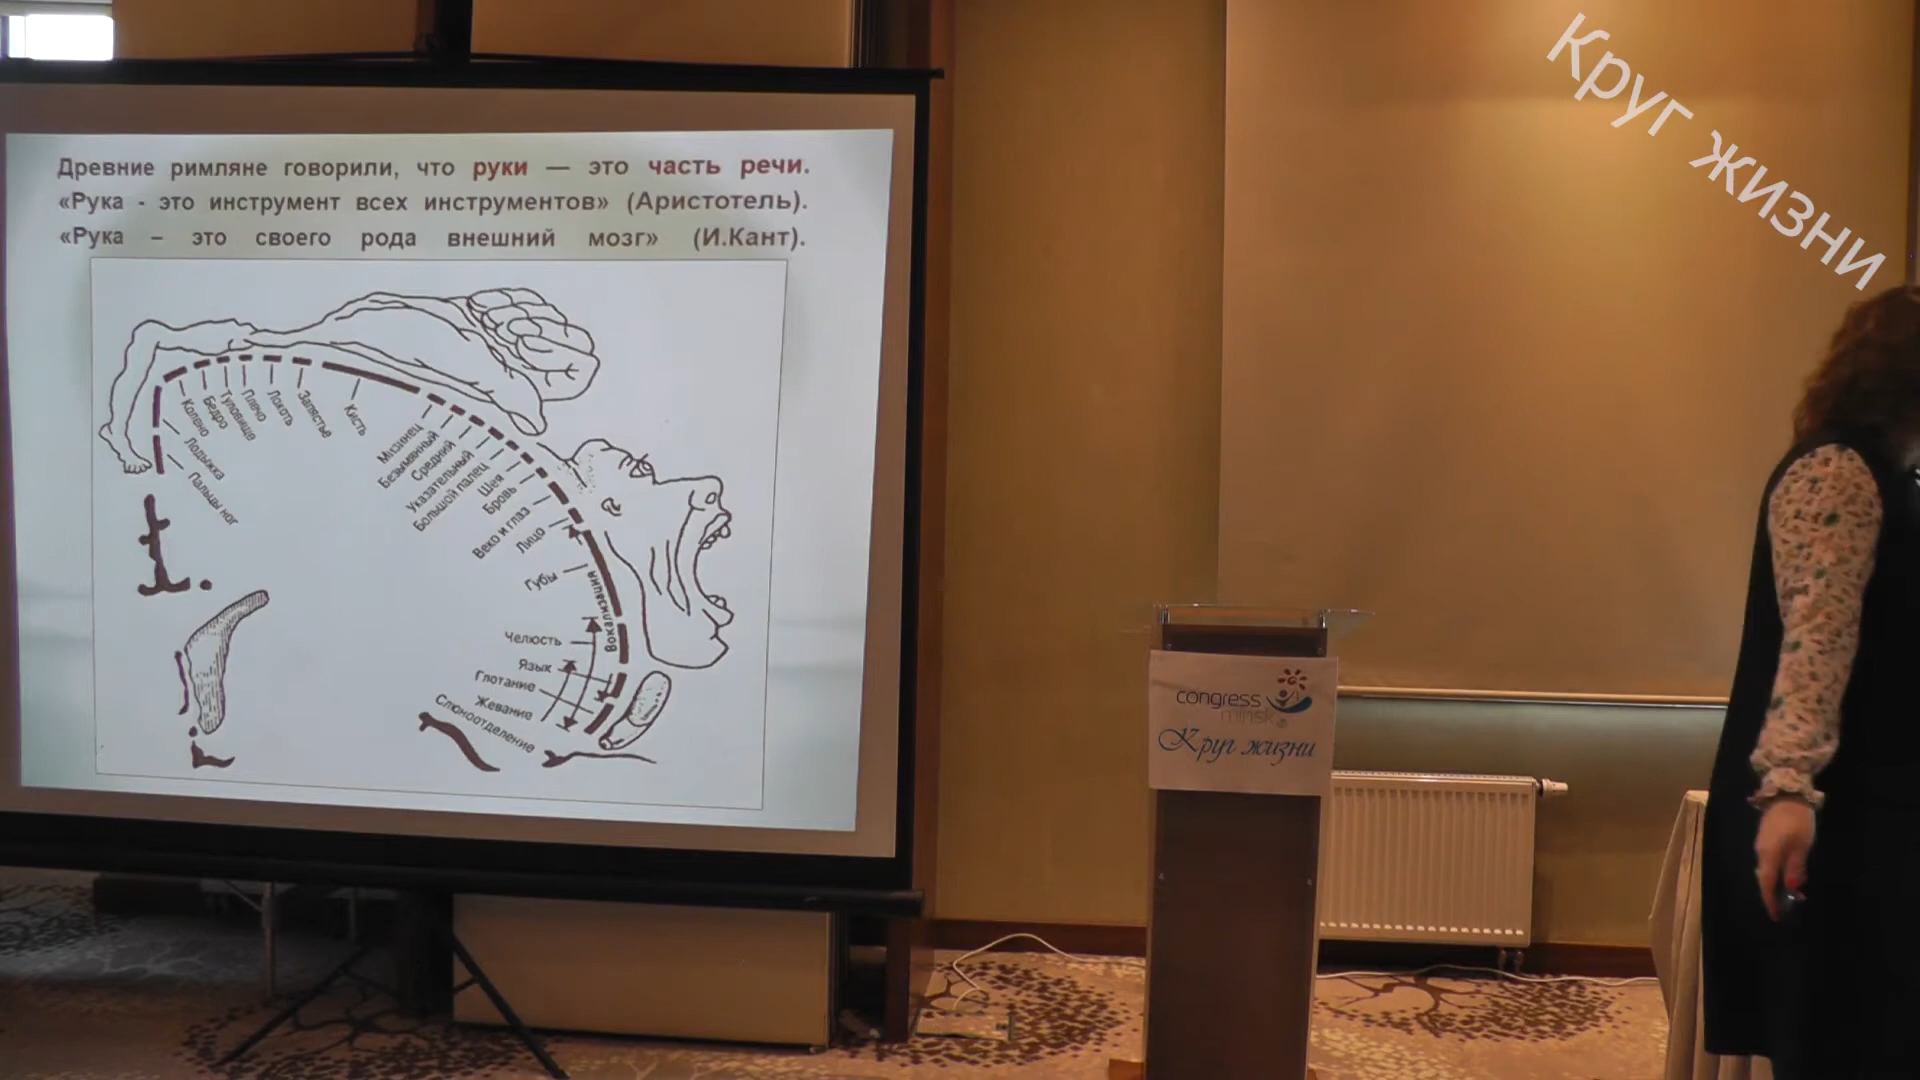 Древние римляне говорили, что руки — это часть речи.
«Рука - это инструмент всех инструментов» (Аристотель).
«Рука – это своего рода внешний мозг» (И.Кант).
Пальцы ног
Лодыжка
Колено
Бедро
Туловище
Плечо
Локоть
Запястье
Кисть
Мизинец
Безымянный
Средний
Указательный
Большой палец
Шея
Бровь
Веко и глаз
Лицо
Губы
Вокализация
Челюсть
Язык
Глотание
Жевание
Слюноотделение
Круг жизни
congress
minsk
Круг жизни